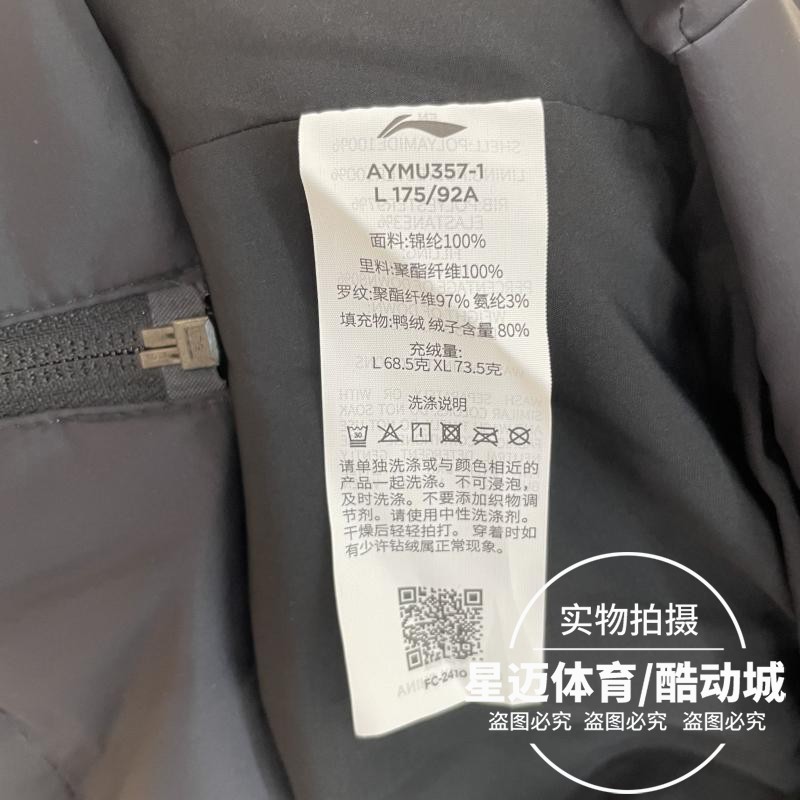 AYMU357-1
L 175/92A
面料:锦纶100%
里料:聚酯纤维100%
罗纹:聚酯纤维97% 氨纶3%
填充物:鸭绒 绒子含量 80%
充绒量:
L 68.5克 XL 73.5克
洗涤说明
30
请单独洗涤或与颜色相近的
产品一起洗涤。不可浸泡,
及时洗涤。不要添加织物调
节剂。请使用中性洗涤剂。
干燥后轻轻拍打。 穿着时如
有少许钻绒属正常现象。
FC-241
实物拍摄
星迈体育/酷动城
盗图必究 盗图必究 盗图必究